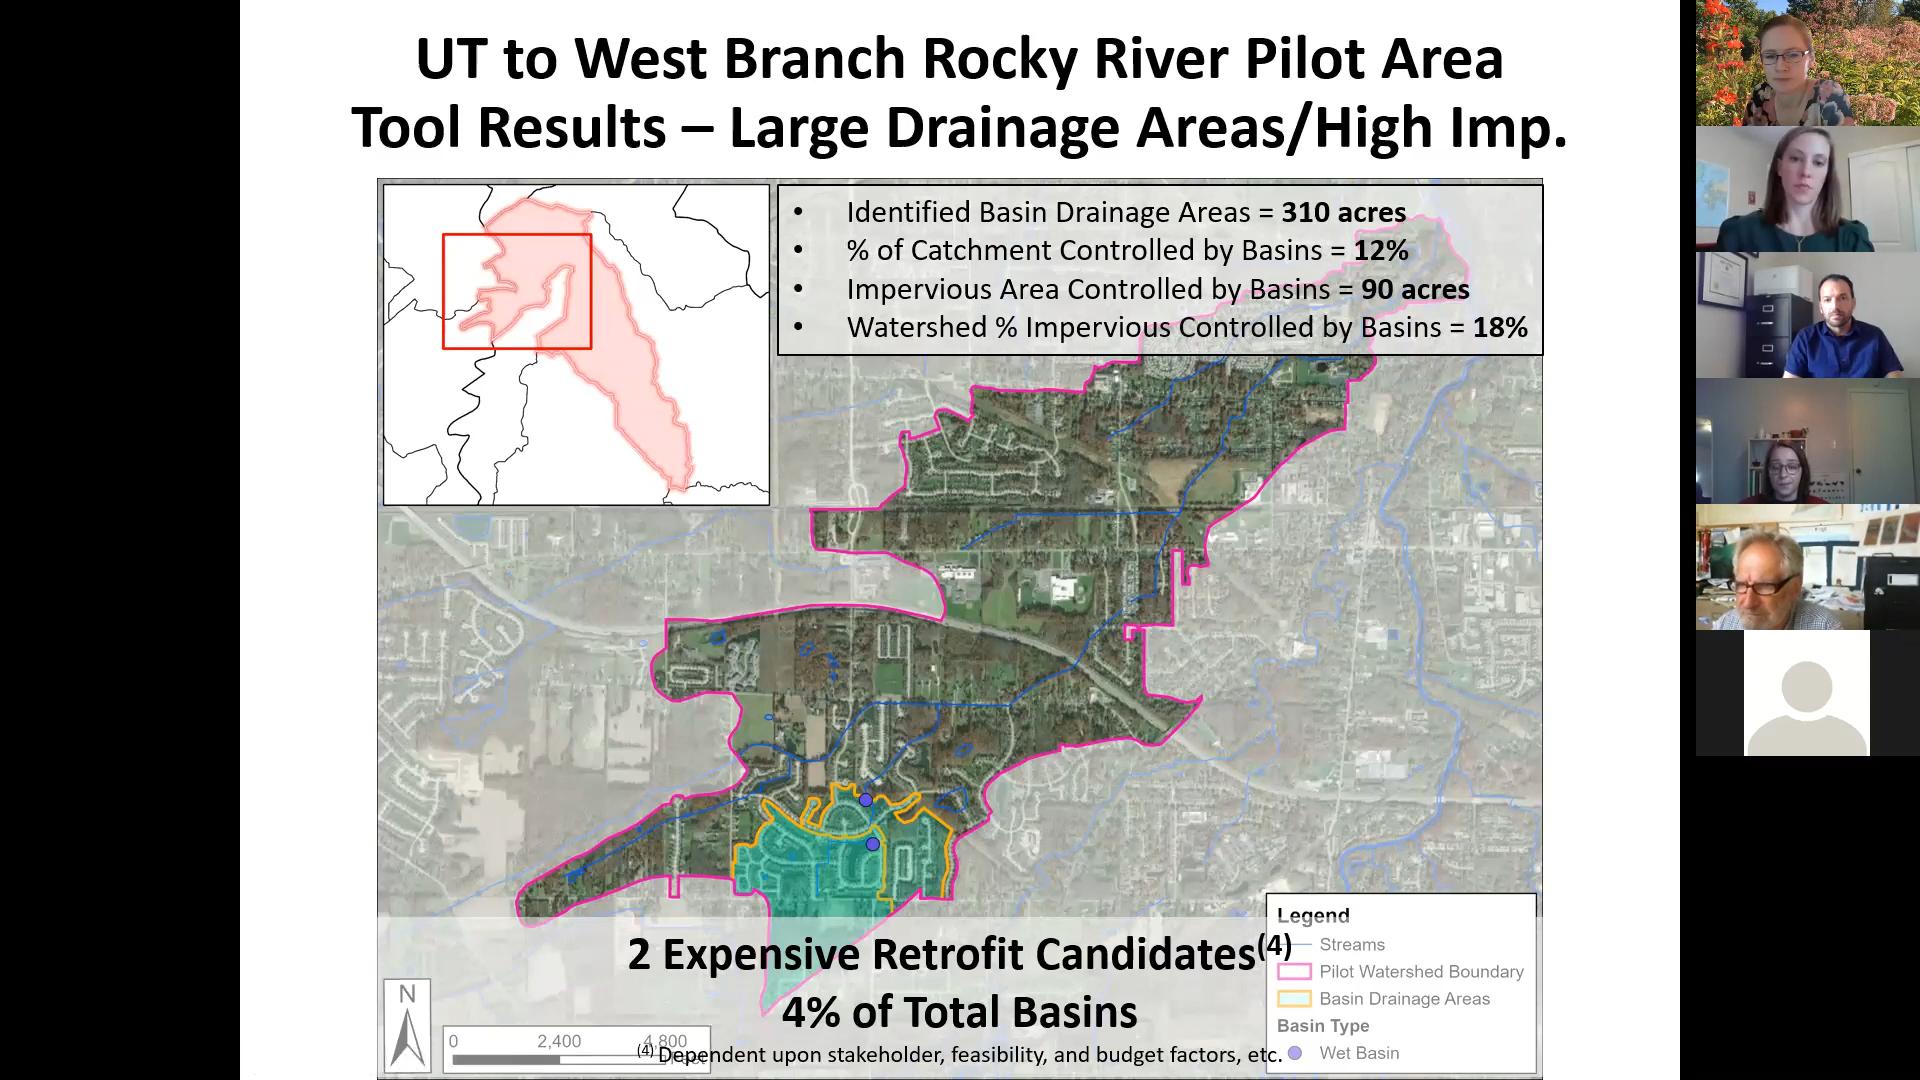 UT to West Branch Rocky River Pilot Area
Tool Results – Large Drainage Areas/High Imp.
• Identified Basin Drainage Areas = 310 acres
• % of Catchment Controlled by Basins = 12%
• Impervious Area Controlled by Basins = 90 acres
• Watershed % Impervious Controlled by Basins = 18%
2 Expensive Retrofit Candidates(4)
4% of Total Basins
(4) Dependent upon stakeholder, feasibility, and budget factors, etc.
N
0 2,400 4,800
Legend
Streams
Pilot Watershed Boundary
Basin Drainage Areas
Basin Type
Wet Basin